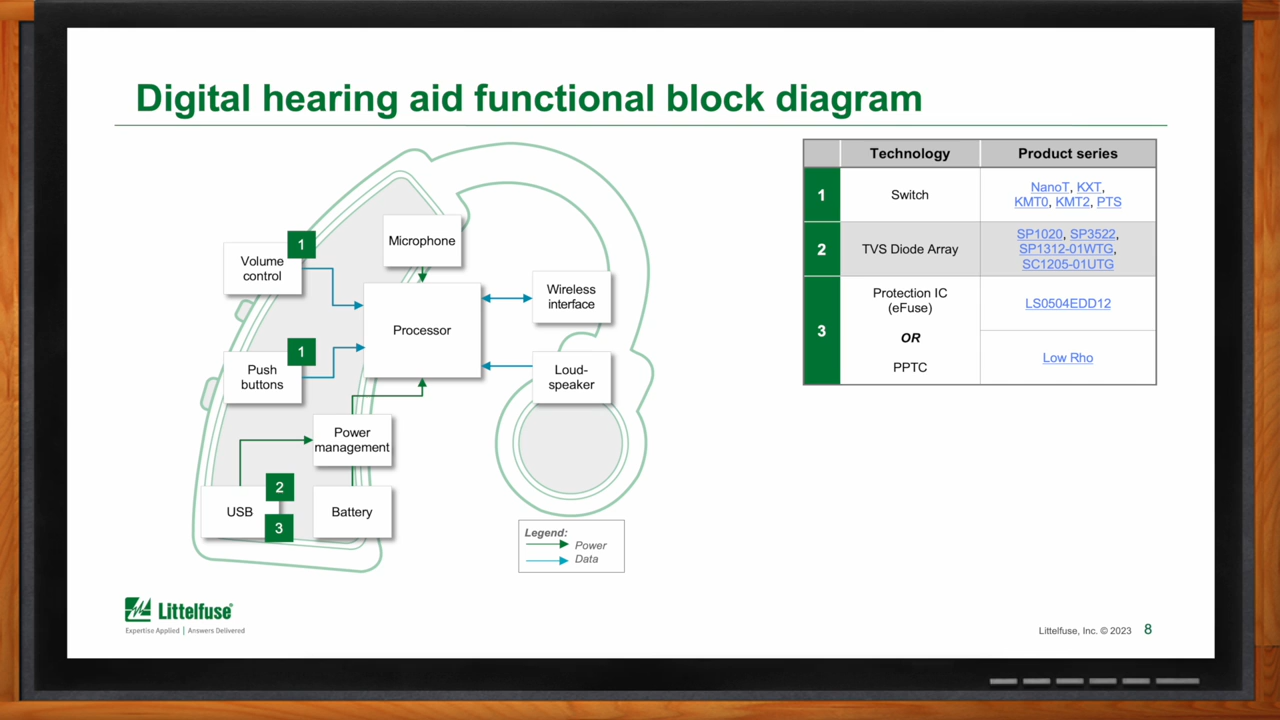 Digital hearing aid functional block diagram
Microphone
1
Volume
control
Wireless
interface
Processor
1
Push
buttons
Loud-
speaker
Power
management
2
USB
3
Battery
Legend:
Power
Data
Technology
Product series
1
Switch
NanoT, KXT,
KMT0, KMT2, PTS
2
TVS Diode Array
SP1020, SP3522,
SP1312-01WTG,
SC1205-01UTG
3
Protection IC
(eFuse)
OR
PPTC
LS0504EDD12
Low Rho
Littelfuse®
Expertise Applied | Answers Delivered
Littelfuse, Inc. © 2023
8